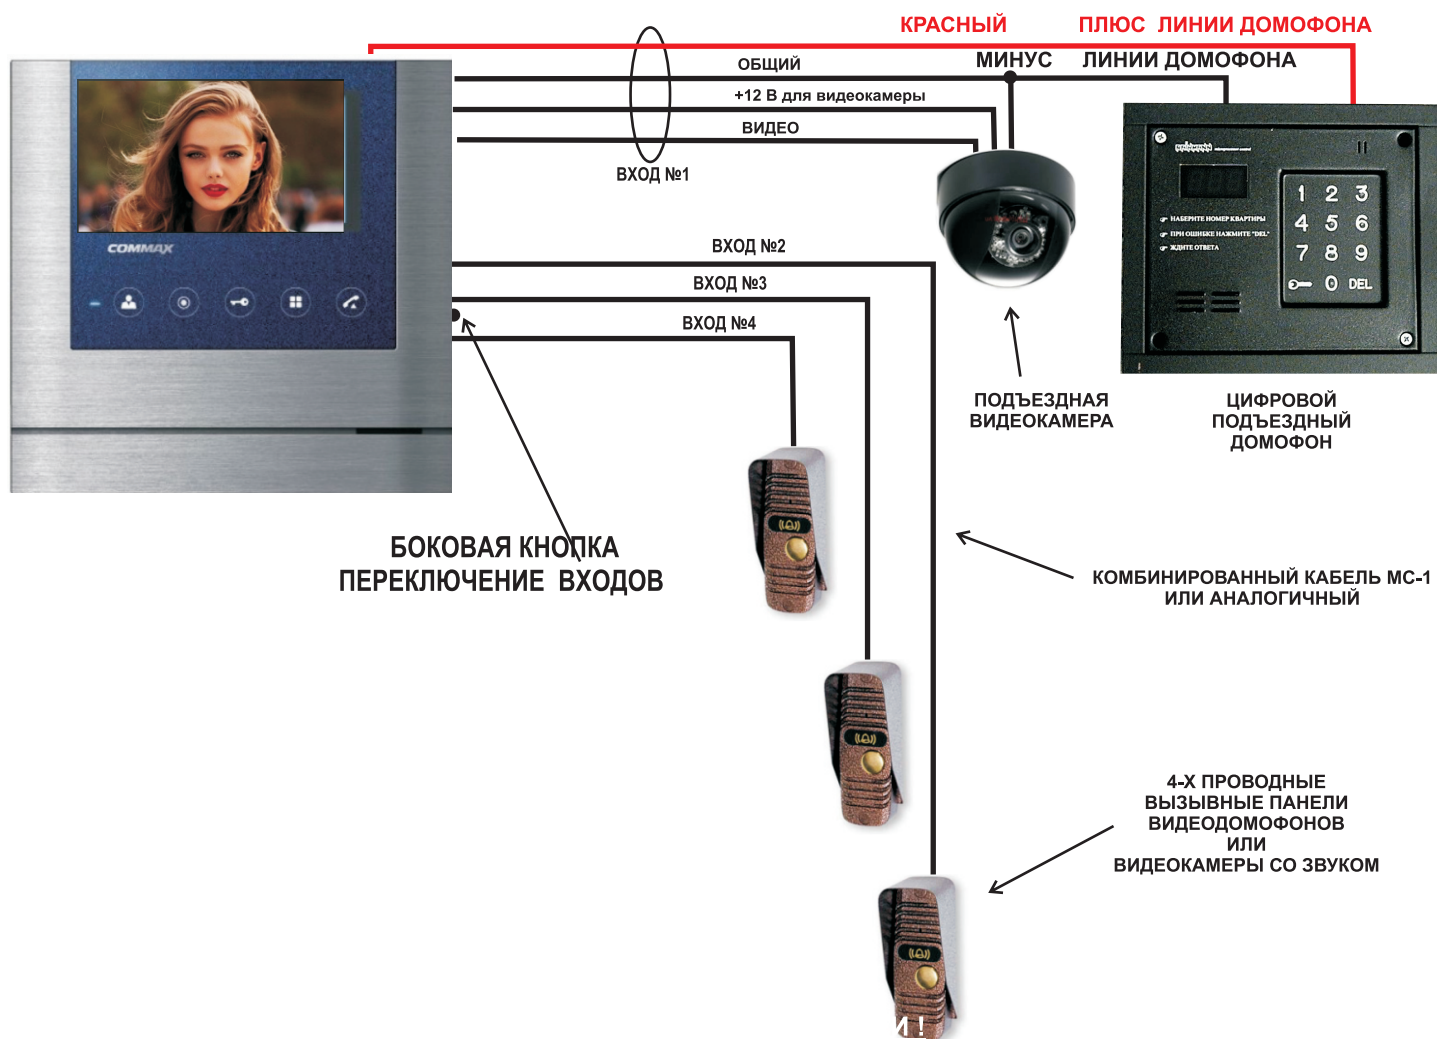 КРАСНЫЙ ПЛЮС ЛИНИИ ДОМОФОНА
МИНУС ЛИНИИ ДОМОФОНА
ОБЩИЙ
+12 В для видеокамеры
ВИДЕО
ВХОД №1
ВХОД №2
ВХОД №3
ВХОД №4
COMMAX
1 2 3
4 5 6
7 8 9
0 DEL
НАБЕРИТЕ НОМЕР КВАРТИРЫ
ПРИ ОШИБКЕ НАЖМИТЕ "DEL"
ЖДИТЕ ОТВЕТА
ПОДЪЕЗДНАЯ
ВИДЕОКАМЕРА
ЦИФРОВОЙ
ПОДЪЕЗДНЫЙ
ДОМОФОН
БОКОВАЯ КНОПКА
ПЕРЕКЛЮЧЕНИЕ ВХОДОВ
КОМБИНИРОВАННЫЙ КАБЕЛЬ МС-1
ИЛИ АНАЛОГИЧНЫЙ
4-Х ПРОВОДНЫЕ
ВЫЗЫВНЫЕ ПАНЕЛИ
ВИДЕОДОМОФОНОВ
ИЛИ
ВИДЕОКАМЕРЫ СО ЗВУКОМ